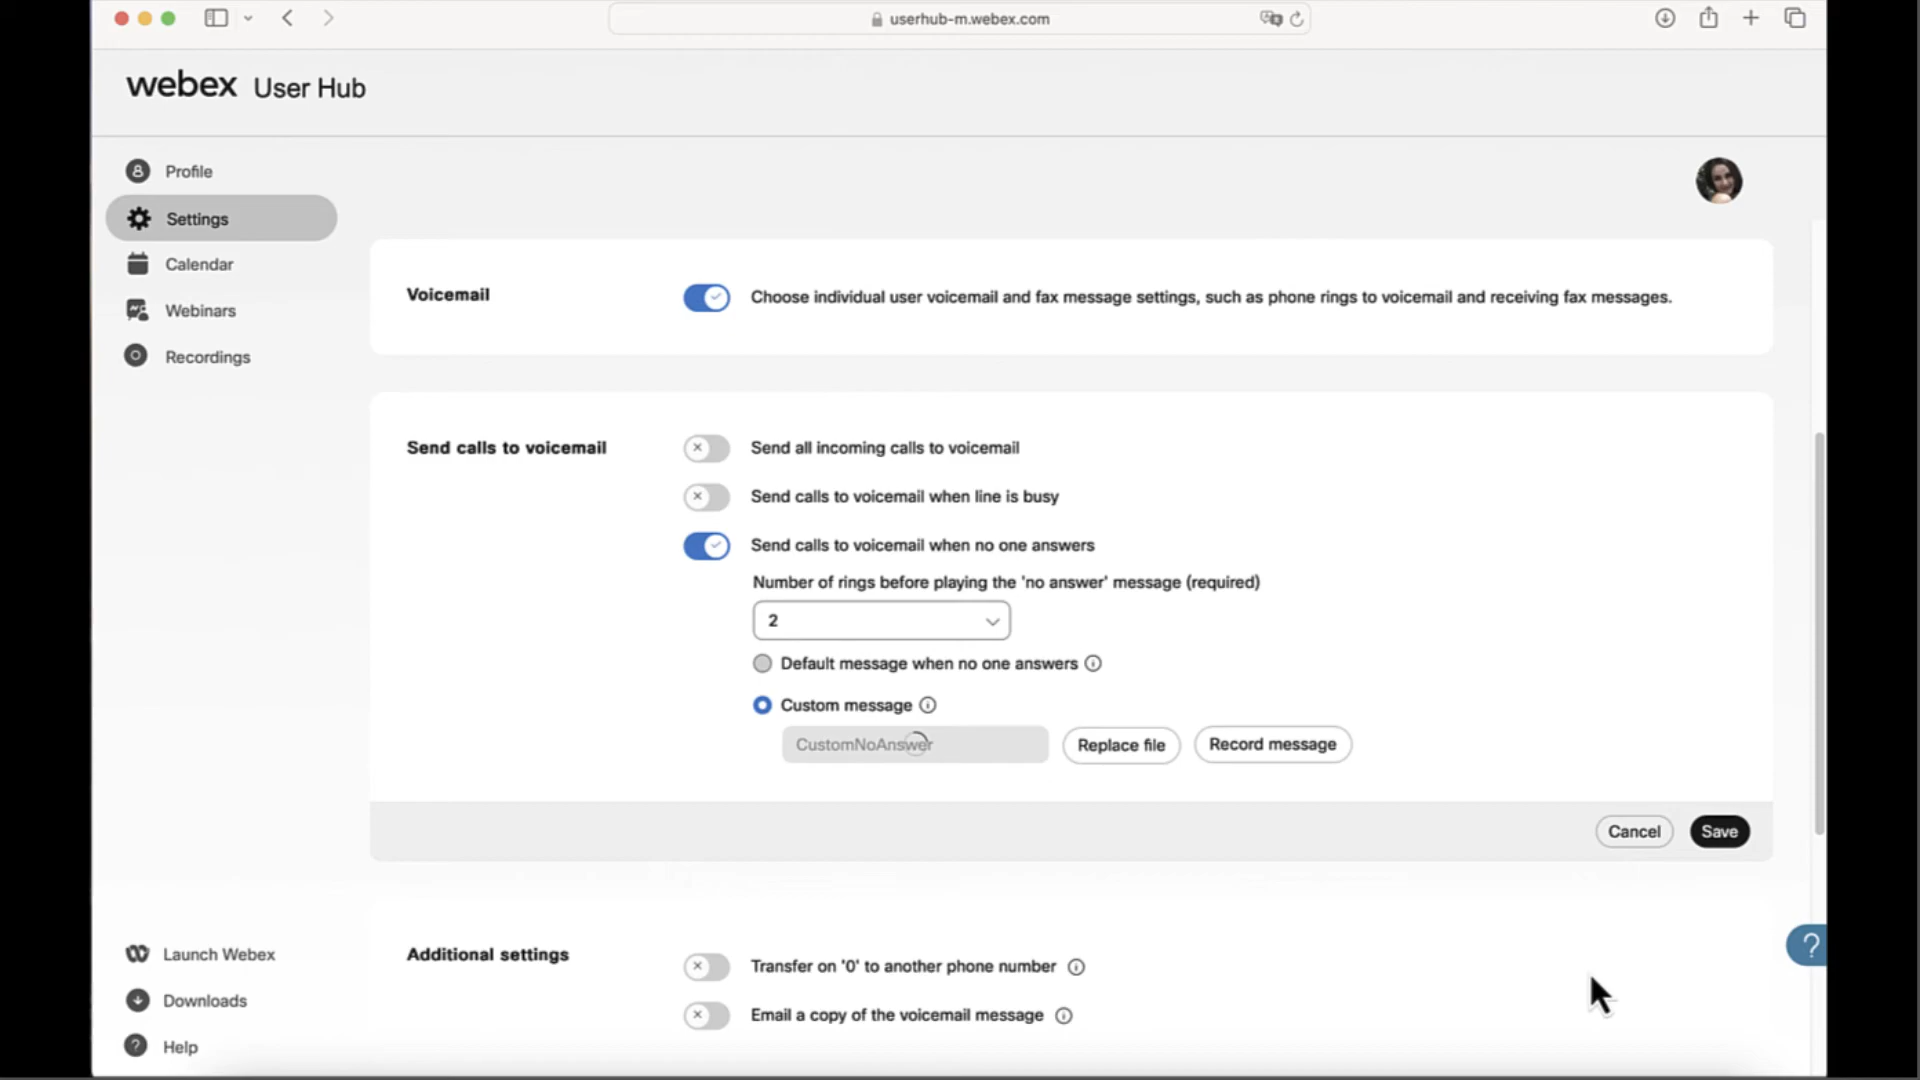 userhub-m.webex.com
webex User Hub
Profile
Settings
Calendar
Webinars
Recordings
Voicemail
Choose individual user voicemail and fax message settings, such as phone rings to voicemail and receiving fax messages.
Send calls to voicemail
Send all incoming calls to voicemail
Send calls to voicemail when line is busy
Send calls to voicemail when no one answers
Number of rings before playing the 'no answer' message (required)
2
Default message when no one answers
Custom message
CustomNoAnswer
Replace file
Record message
Cancel
Save
Additional settings
Transfer on '0' to another phone number
Email a copy of the voicemail message
Launch Webex
Downloads
Help
?